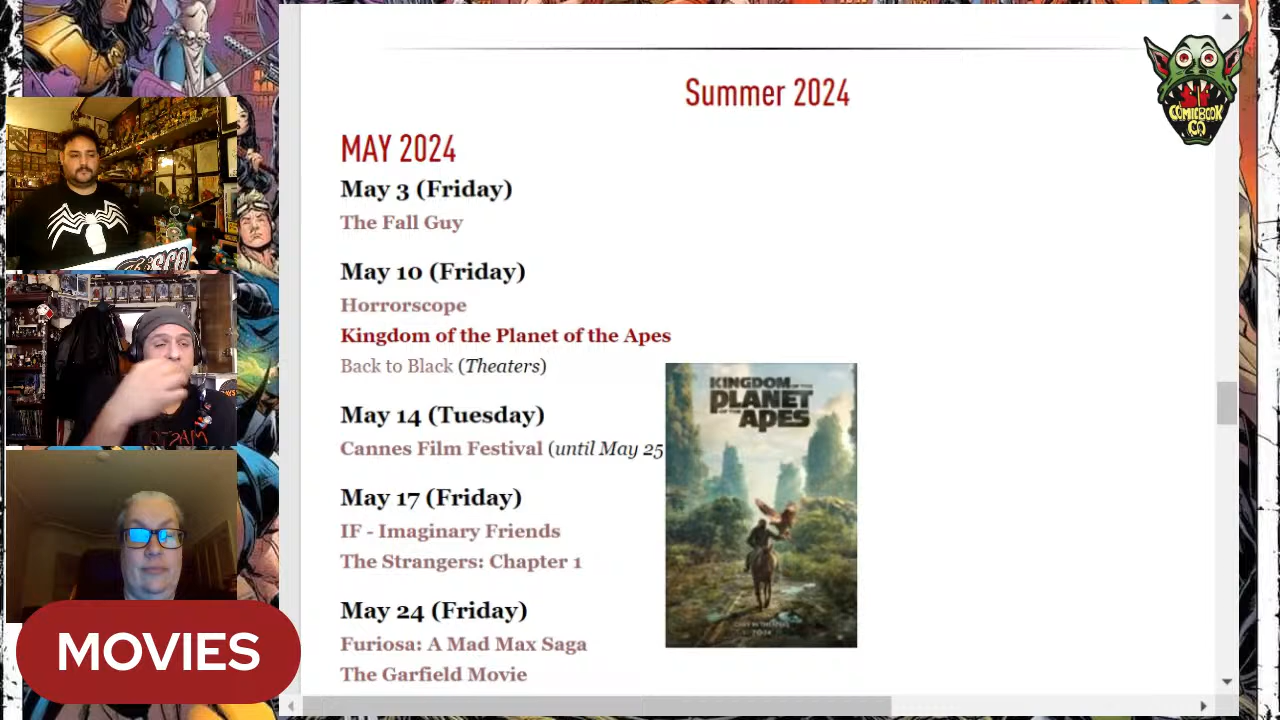 Summer 2024
MAY 2024
May 3 (Friday)
The Fall Guy
May 10 (Friday)
Horrorscope
Kingdom of the Planet of the Apes
Back to Black (Theaters)
May 14 (Tuesday)
Cannes Film Festival (until May 25
May 17 (Friday)
IF - Imaginary Friends
The Strangers: Chapter 1
May 24 (Friday)
Furiosa: A Mad Max Saga
The Garfield Movie
KINGDOM OF THE
PLANET
OF THE APES
COMICBOOK
CO
MOVIES